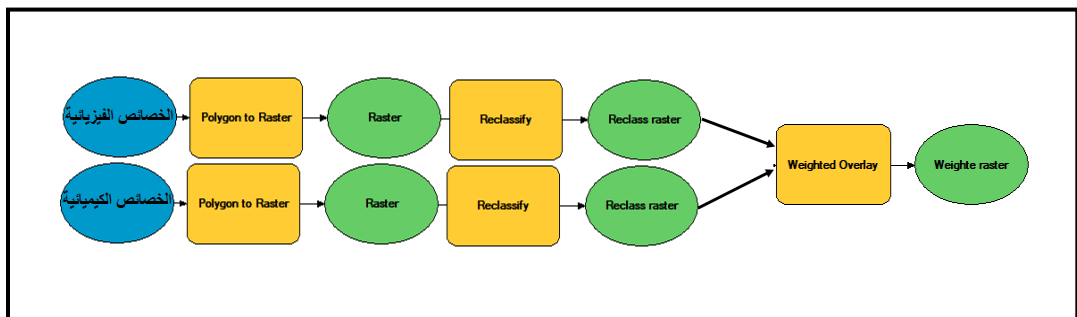 الخصائص الفيزيائية
Polygon to Raster
Raster
Reclassify
Reclass raster
الخصائص الكيميائية
Polygon to Raster
Raster
Reclassify
Reclass raster
Weighted Overlay
Weighte raster